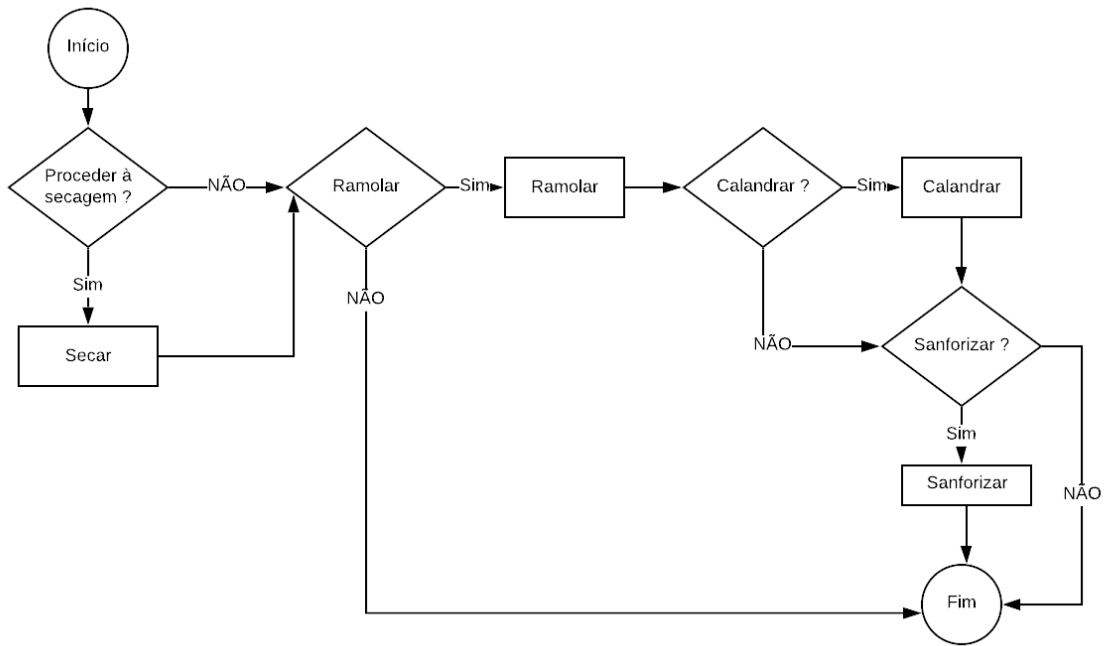 Início
Proceder à
secagem ?
NÃO
Ramolar
Sim
Ramolar
Calandrar ?
Sim
Calandrar
Sim
NÃO
Secar
NÃO
Sanforizar ?
Sim
Sanforizar
NÃO
Fim